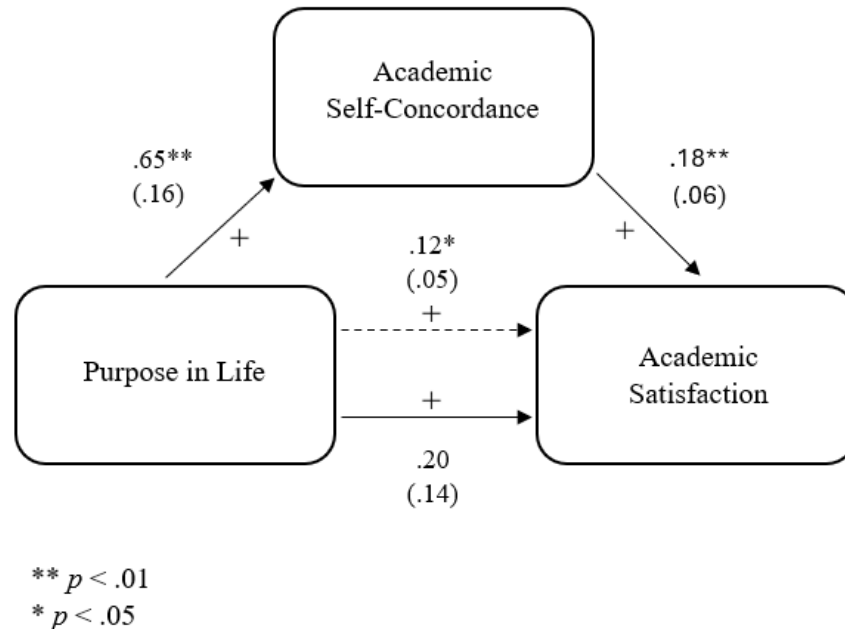 Academic
Self-Concordance
.65**
(.16)
+
.18**
(.06)
+
.12*
(.05)
+
Purpose in Life
Academic
Satisfaction
+
.20
(.14)
** p < .01
* p < .05